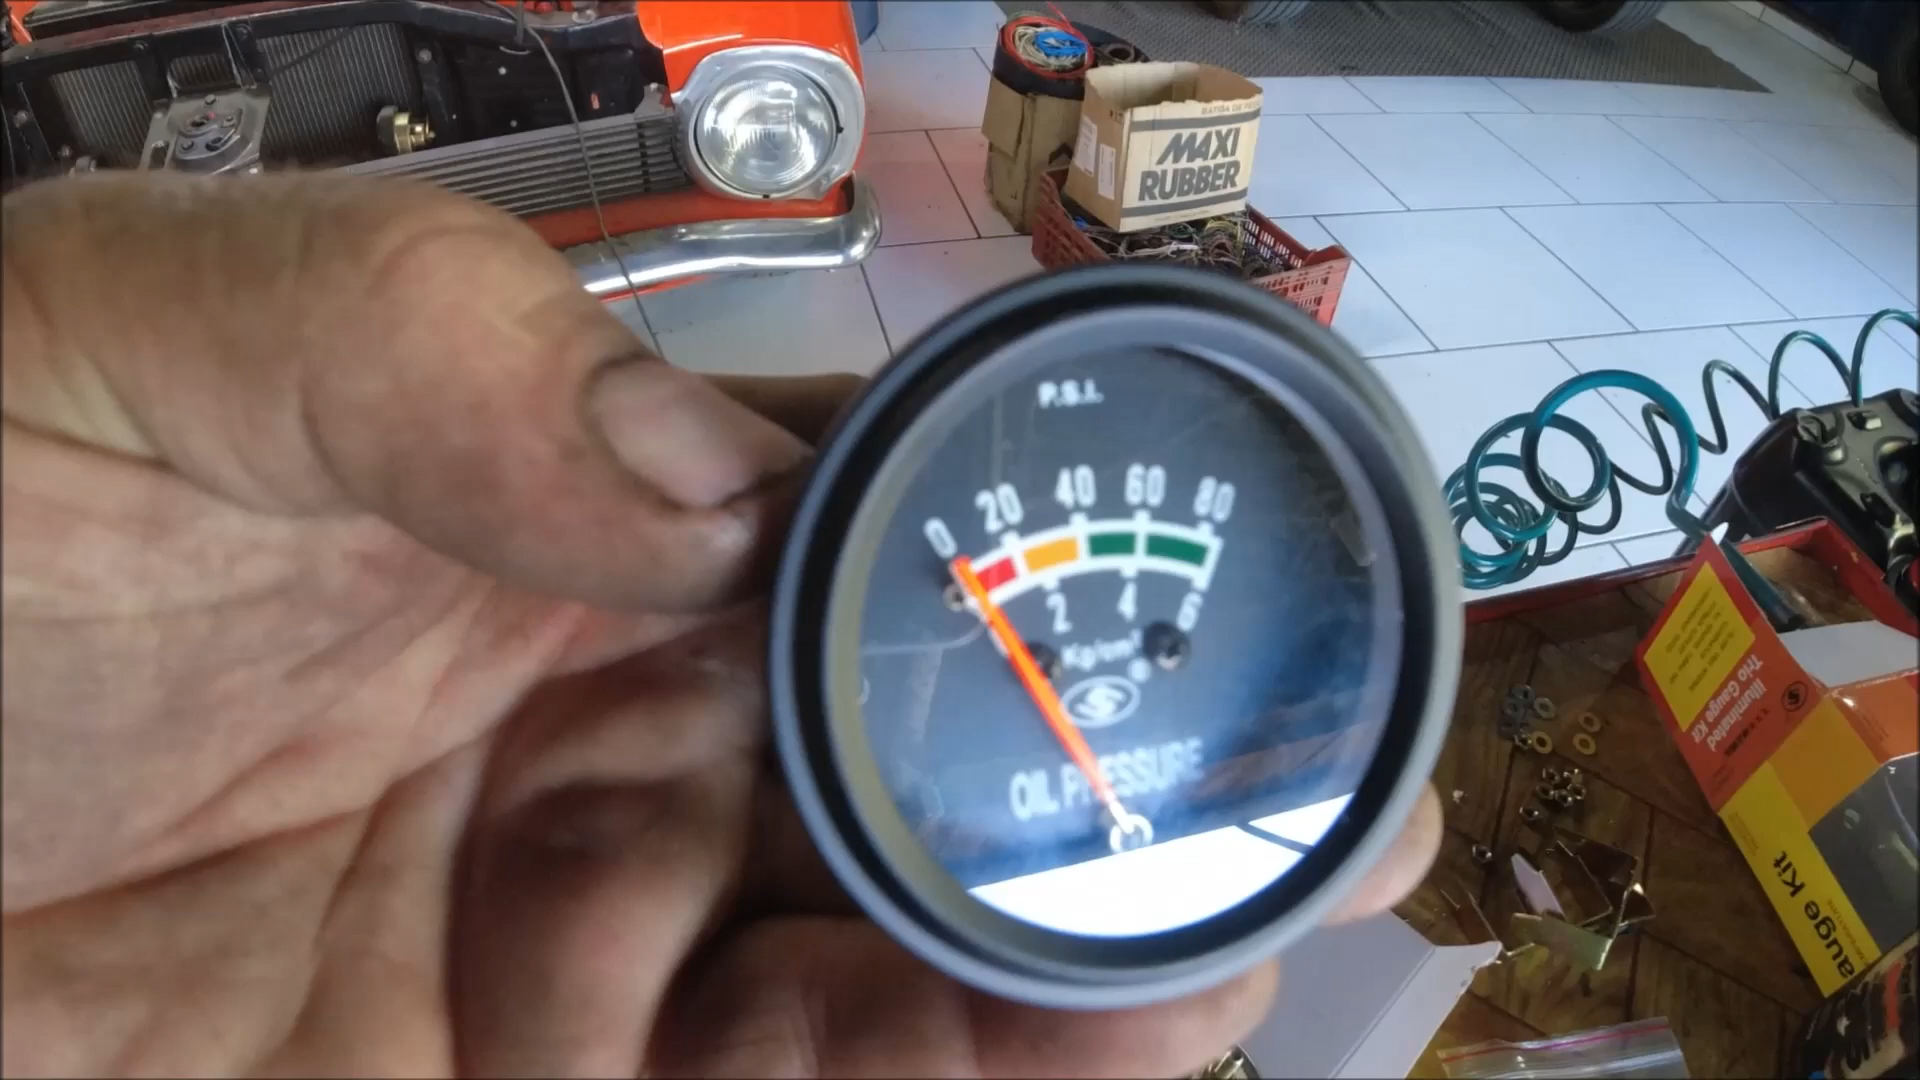 MAXI
RUBBER
P.S.I.
0 20 40 60 80
2 4 6
Kg/cm²
OIL PRESSURE
Illuminated
Trio Gauge Kit
auge Kit